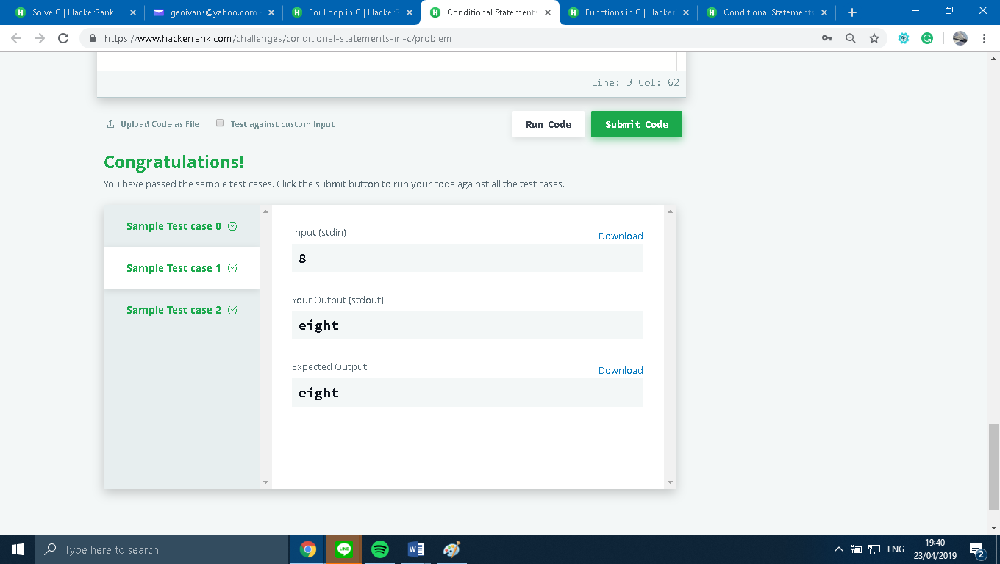 Solve C | HackerRank
geoivans@yahoo.com
For Loop in C | HackerR
Conditional Statements
Functions in C | Hacker
Conditional Statements
https://www.hackerrank.com/challenges/conditional-statements-in-c/problem
Line: 3 Col: 62
Upload Code as File
Test against custom input
Run Code
Submit Code
Congratulations!
You have passed the sample test cases. Click the submit button to run your code against all the test cases.
Sample Test case 0
Sample Test case 1
Sample Test case 2
Input (stdin)
Download
8
Your Output (stdout)
eight
Expected Output
Download
eight
Type here to search
LINE
ENG
19:40
23/04/2019
2